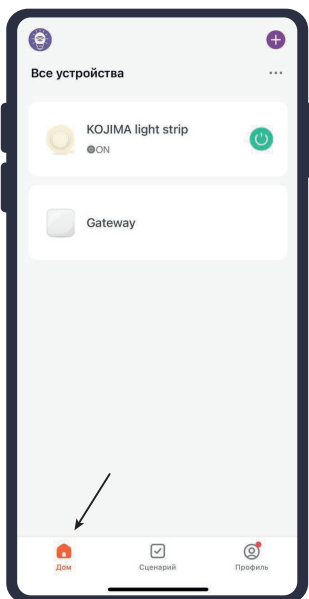 Все устройства
KOJIMA light strip
ON
Gateway
Дом
Сценарий
Профиль